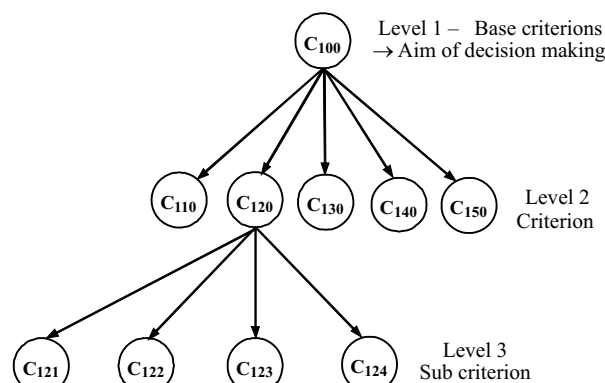 Level 1 – Base criterions
C100 → Aim of decision making
C110 C120 C130 C140 C150
Level 2
Criterion
C121 C122 C123 C124
Level 3
Sub criterion